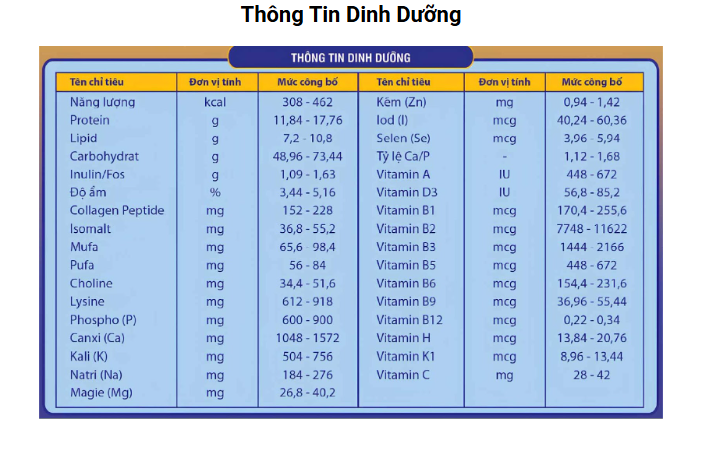 Thông Tin Dinh Dưỡng
THÔNG TIN DINH DƯỠNG
Tên chỉ tiêu Đơn vị tính Mức công bố Tên chỉ tiêu Đơn vị tính Mức công bố
Năng lượng kcal 308 - 462 Kẽm (Zn) mg 0,94 - 1,42
Protein g 11,84 - 17,76 Iod (I) mcg 40,24 - 60,36
Lipid g 7,2 - 10,8 Selen (Se) mcg 3,96 - 5,94
Carbohydrat g 48,96 - 73,44 Tỷ lệ Ca/P - 1,12 - 1,68
Inulin/Fos g 1,09 - 1,63 Vitamin A IU 448 - 672
Độ ẩm % 3,44 - 5,16 Vitamin D3 IU 56,8 - 85,2
Collagen Peptide mg 152 - 228 Vitamin B1 mcg 170,4 - 255,6
Isomalt mg 36,8 - 55,2 Vitamin B2 mcg 7748 - 11622
Mufa mg 65,6 - 98,4 Vitamin B3 mcg 1444 - 2166
Pufa mg 56 - 84 Vitamin B5 mcg 448 - 672
Choline mg 34,4 - 51,6 Vitamin B6 mcg 154,4 - 231,6
Lysine mg 612 - 918 Vitamin B9 mcg 36,96 - 55,44
Phospho (P) mg 600 - 900 Vitamin B12 mcg 0,22 - 0,34
Canxi (Ca) mg 1048 - 1572 Vitamin H mcg 13,84 - 20,76
Kali (K) mg 504 - 756 Vitamin K1 mcg 8,96 - 13,44
Natri (Na) mg 184 - 276 Vitamin C mg 28 - 42
Magie (Mg) mg 26,8 - 40,2